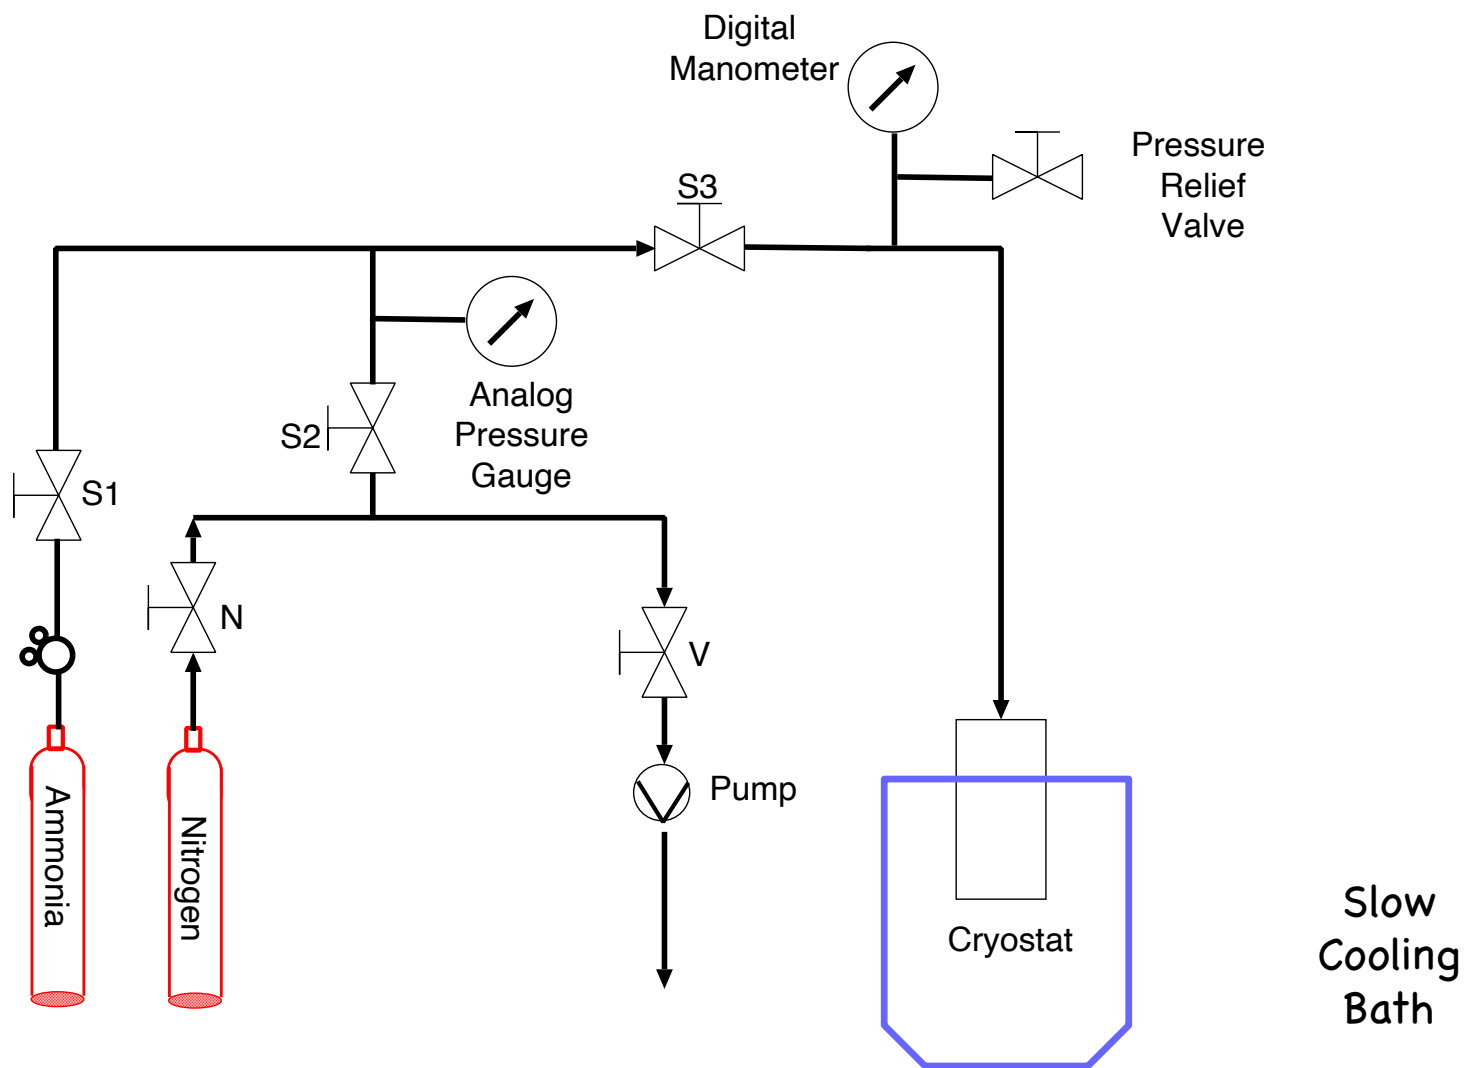 Digital
Manometer
Pressure
Relief
Valve
S3
Analog
Pressure
Gauge
S2
S1
N
V
Pump
Ammonia
Nitrogen
Cryostat
Slow
Cooling
Bath